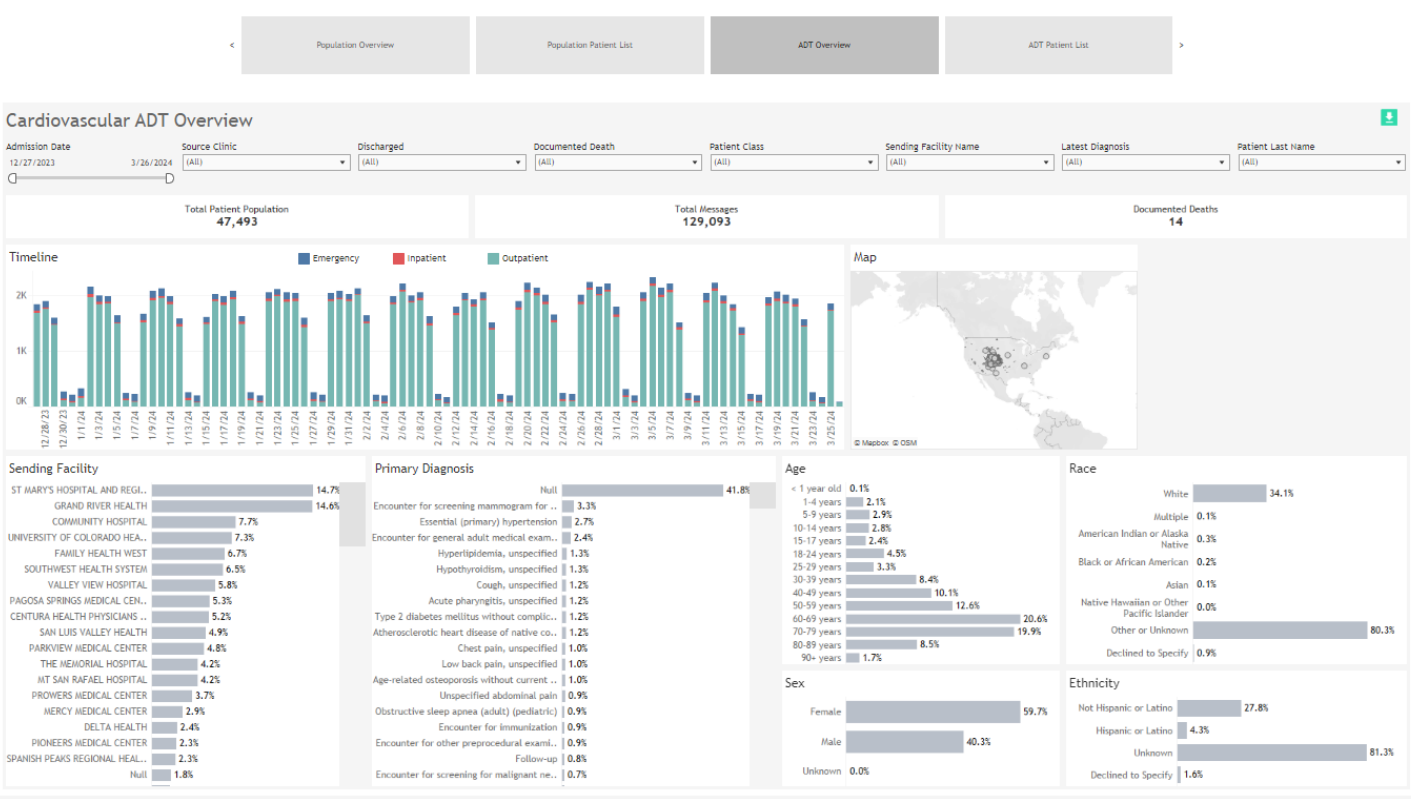 <
Population Overview
Population Patient List
ADT Overview
ADT Patient List
>
Cardiovascular ADT Overview
Admission Date
12/27/2023
3/26/2024
Source Clinic
(All)
Discharged
(All)
Documented Death
(All)
Patient Class
(All)
Sending Facility Name
(All)
Latest Diagnosis
(All)
Patient Last Name
(All)
Total Patient Population
47,493
Total Messages
129,093
Documented Deaths
14
Timeline
Emergency
Inpatient
Outpatient
2K
1K
0K
12/28/23
12/30/23
1/1/24
1/3/24
1/5/24
1/7/24
1/9/24
1/11/24
1/13/24
1/15/24
1/17/24
1/19/24
1/21/24
1/23/24
1/25/24
1/27/24
1/29/24
1/31/24
2/2/24
2/4/24
2/6/24
2/8/24
2/10/24
2/12/24
2/14/24
2/16/24
2/18/24
2/20/24
2/22/24
2/24/24
2/26/24
2/28/24
3/1/24
3/3/24
3/5/24
3/7/24
3/9/24
3/11/24
3/13/24
3/15/24
3/17/24
3/19/24
3/21/24
3/23/24
3/25/24
Map
© Mapbox © OSM
Sending Facility
ST MARY'S HOSPITAL AND REGI.. 14.7%
GRAND RIVER HEALTH 14.6%
COMMUNITY HOSPITAL 7.7%
UNIVERSITY OF COLORADO HEA.. 7.3%
FAMILY HEALTH WEST 6.7%
SOUTHWEST HEALTH SYSTEM 6.5%
VALLEY VIEW HOSPITAL 5.8%
PAGOSA SPRINGS MEDICAL CEN.. 5.3%
CENTURA HEALTH PHYSICIANS .. 5.2%
SAN LUIS VALLEY HEALTH 4.9%
PARKVIEW MEDICAL CENTER 4.8%
THE MEMORIAL HOSPITAL 4.2%
MT SAN RAFAEL HOSPITAL 4.2%
PROWERS MEDICAL CENTER 3.7%
MERCY MEDICAL CENTER 2.9%
DELTA HEALTH 2.4%
PIONEERS MEDICAL CENTER 2.3%
SPANISH PEAKS REGIONAL HEAL.. 2.3%
Null 1.8%
Primary Diagnosis
Null 41.8%
Encounter for screening mammogram for .. 3.3%
Essential (primary) hypertension 2.7%
Encounter for general adult medical exam.. 2.4%
Hyperlipidemia, unspecified 1.3%
Hypothyroidism, unspecified 1.3%
Cough, unspecified 1.2%
Acute pharyngitis, unspecified 1.2%
Type 2 diabetes mellitus without complic.. 1.2%
Atherosclerotic heart disease of native co.. 1.2%
Chest pain, unspecified 1.0%
Low back pain, unspecified 1.0%
Age-related osteoporosis without current .. 1.0%
Unspecified abdominal pain 0.9%
Obstructive sleep apnea (adult) (pediatric) 0.9%
Encounter for immunization 0.9%
Encounter for other preprocedural exami.. 0.9%
Follow-up 0.8%
Encounter for screening for malignant ne.. 0.7%
Age
< 1 year old 0.1%
1-4 years 2.1%
5-9 years 2.9%
10-14 years 2.8%
15-17 years 2.4%
18-24 years 4.5%
25-29 years 3.3%
30-39 years 8.4%
40-49 years 10.1%
50-59 years 12.6%
60-69 years 20.6%
70-79 years 19.9%
80-89 years 8.5%
90+ years 1.7%
Sex
Female 59.7%
Male 40.3%
Unknown 0.0%
Race
White 34.1%
Multiple 0.1%
American Indian or Alaska
Native 0.3%
Black or African American 0.2%
Asian 0.1%
Native Hawaiian or Other
Pacific Islander 0.0%
Other or Unknown 80.3%
Declined to Specify 0.9%
Ethnicity
Not Hispanic or Latino 27.8%
Hispanic or Latino 4.3%
Unknown 81.3%
Declined to Specify 1.6%